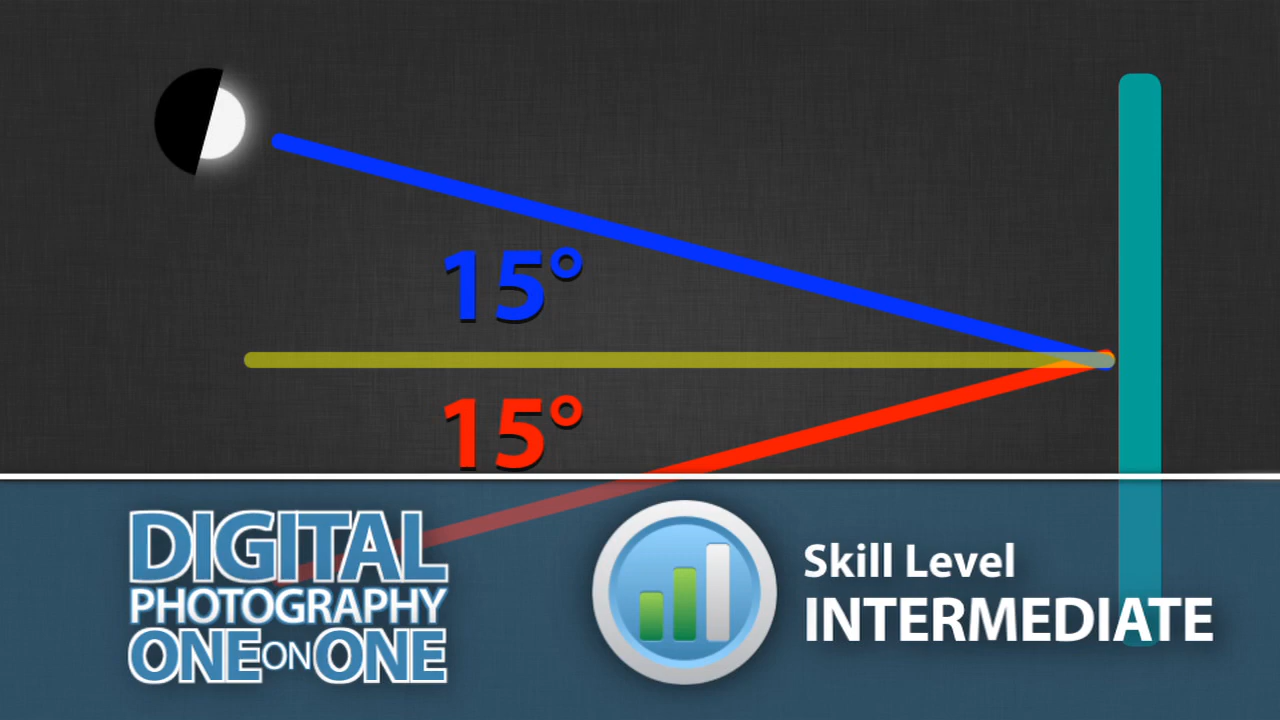 15°
15°
DIGITAL
PHOTOGRAPHY
ONE ON ONE
Skill Level
INTERMEDIATE